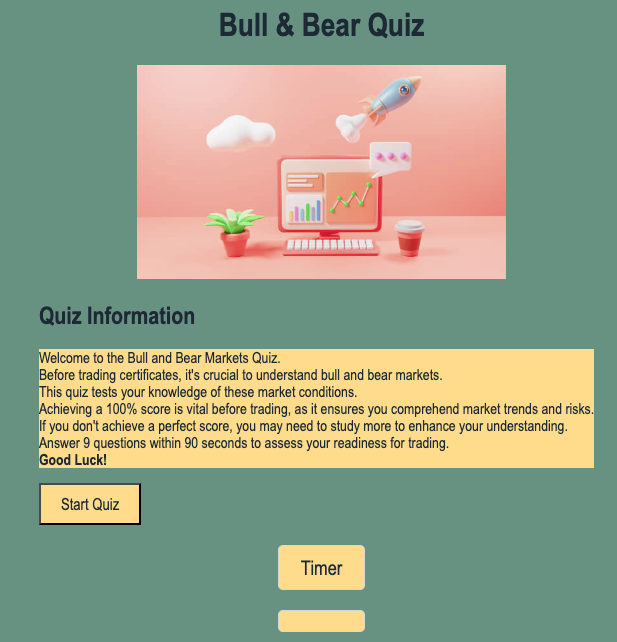 Bull & Bear Quiz
Quiz Information
Welcome to the Bull and Bear Markets Quiz.
Before trading certificates, it's crucial to understand bull and bear markets.
This quiz tests your knowledge of these market conditions.
Achieving a 100% score is vital before trading, as it ensures you comprehend market trends and risks.
If you don't achieve a perfect score, you may need to study more to enhance your understanding.
Answer 9 questions within 90 seconds to assess your readiness for trading.
Good Luck!
Start Quiz
Timer